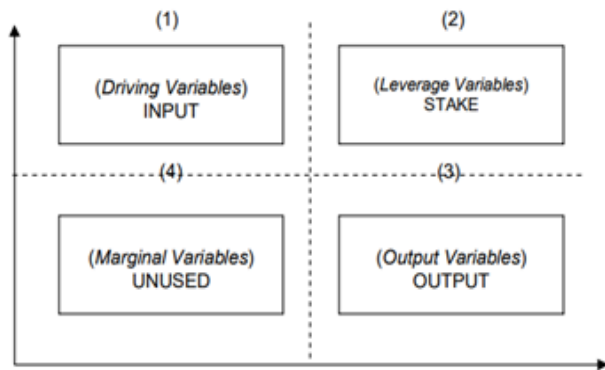 (1)
(2)
(Driving Variables)
INPUT
(Leverage Variables)
STAKE
(4)
(3)
(Marginal Variables)
UNUSED
(Output Variables)
OUTPUT